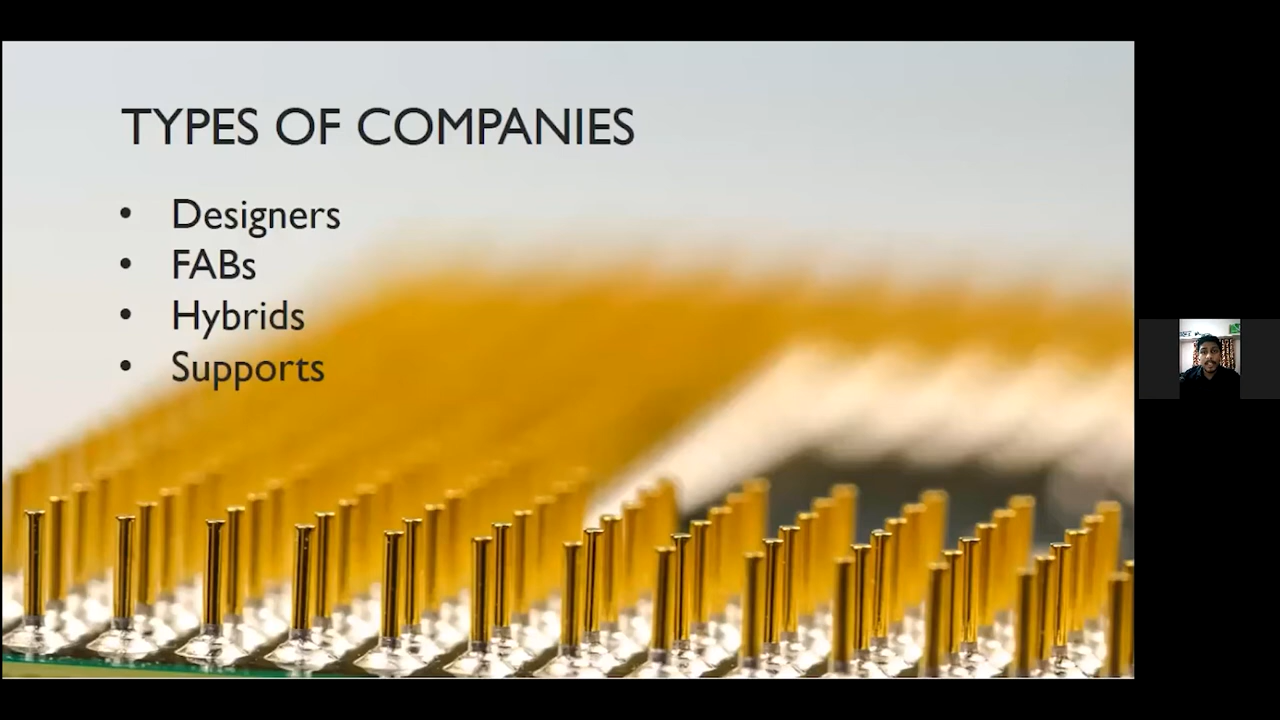 TYPES OF COMPANIES
• Designers
• FABs
• Hybrids
• Supports